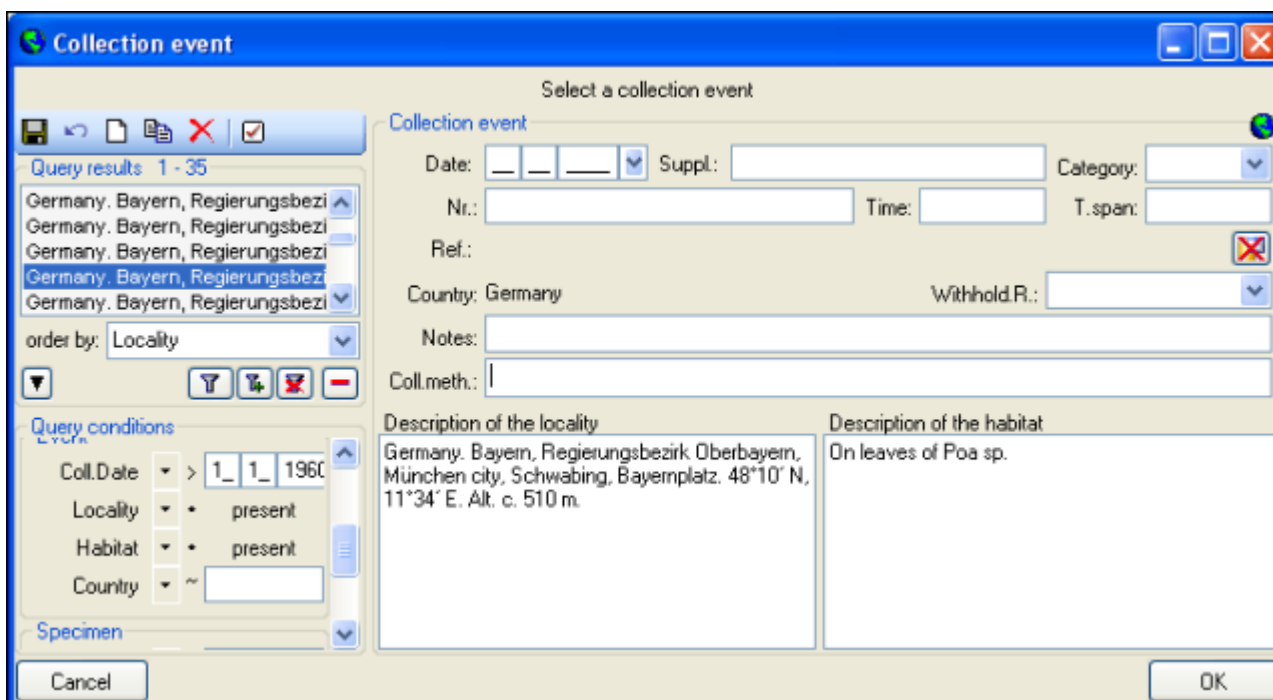 Collection event
Select a collection event
Query results 1 - 35
Germany. Bayern, Regierungsbezi
Germany. Bayern, Regierungsbezi
Germany. Bayern, Regierungsbezi
Germany. Bayern, Regierungsbezi
Germany. Bayern, Regierungsbezi
order by: Locality
Query conditions
Event
Coll.Date > 1_ 1_ 1960
Locality • present
Habitat • present
Country ~
Specimen
Collection event
Date: __ __ ____ Suppl.: Category:
Nr.: Time: T.span:
Ref.:
Country: Germany Withhold.R.:
Notes:
Coll.meth.:
Description of the locality
Germany. Bayern, Regierungsbezirk Oberbayern,
München city, Schwabing, Bayernplatz. 48°10´ N,
11°34´ E. Alt. c. 510 m.
Description of the habitat
On leaves of Poa sp.
Cancel
OK